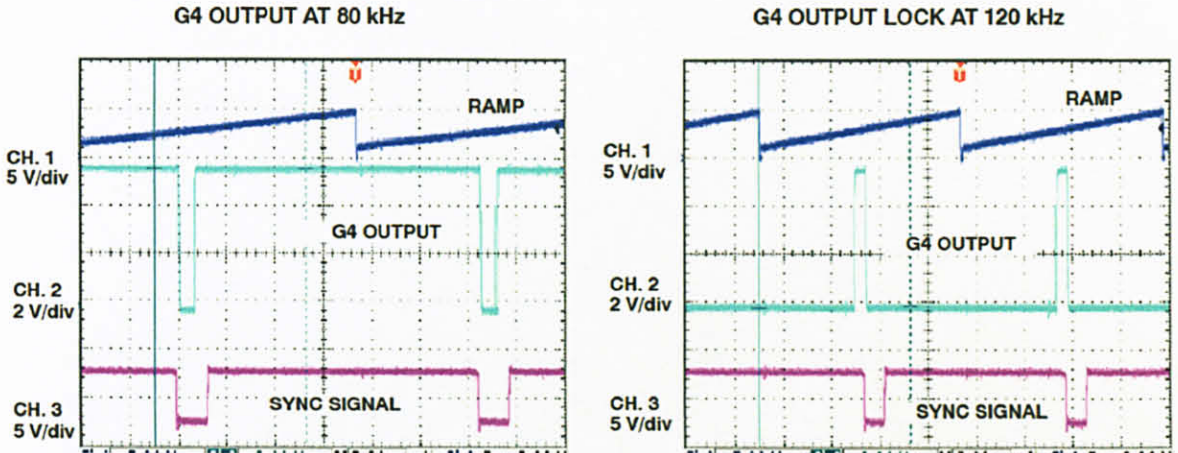 G4 OUTPUT AT 80 kHz
RAMP
CH. 1
5 V/div
G4 OUTPUT
CH. 2
2 V/div
SYNC SIGNAL
CH. 3
5 V/div
G4 OUTPUT LOCK AT 120 kHz
RAMP
CH. 1
5 V/div
G4 OUTPUT
CH. 2
2 V/div
SYNC SIGNAL
CH. 3
5 V/div